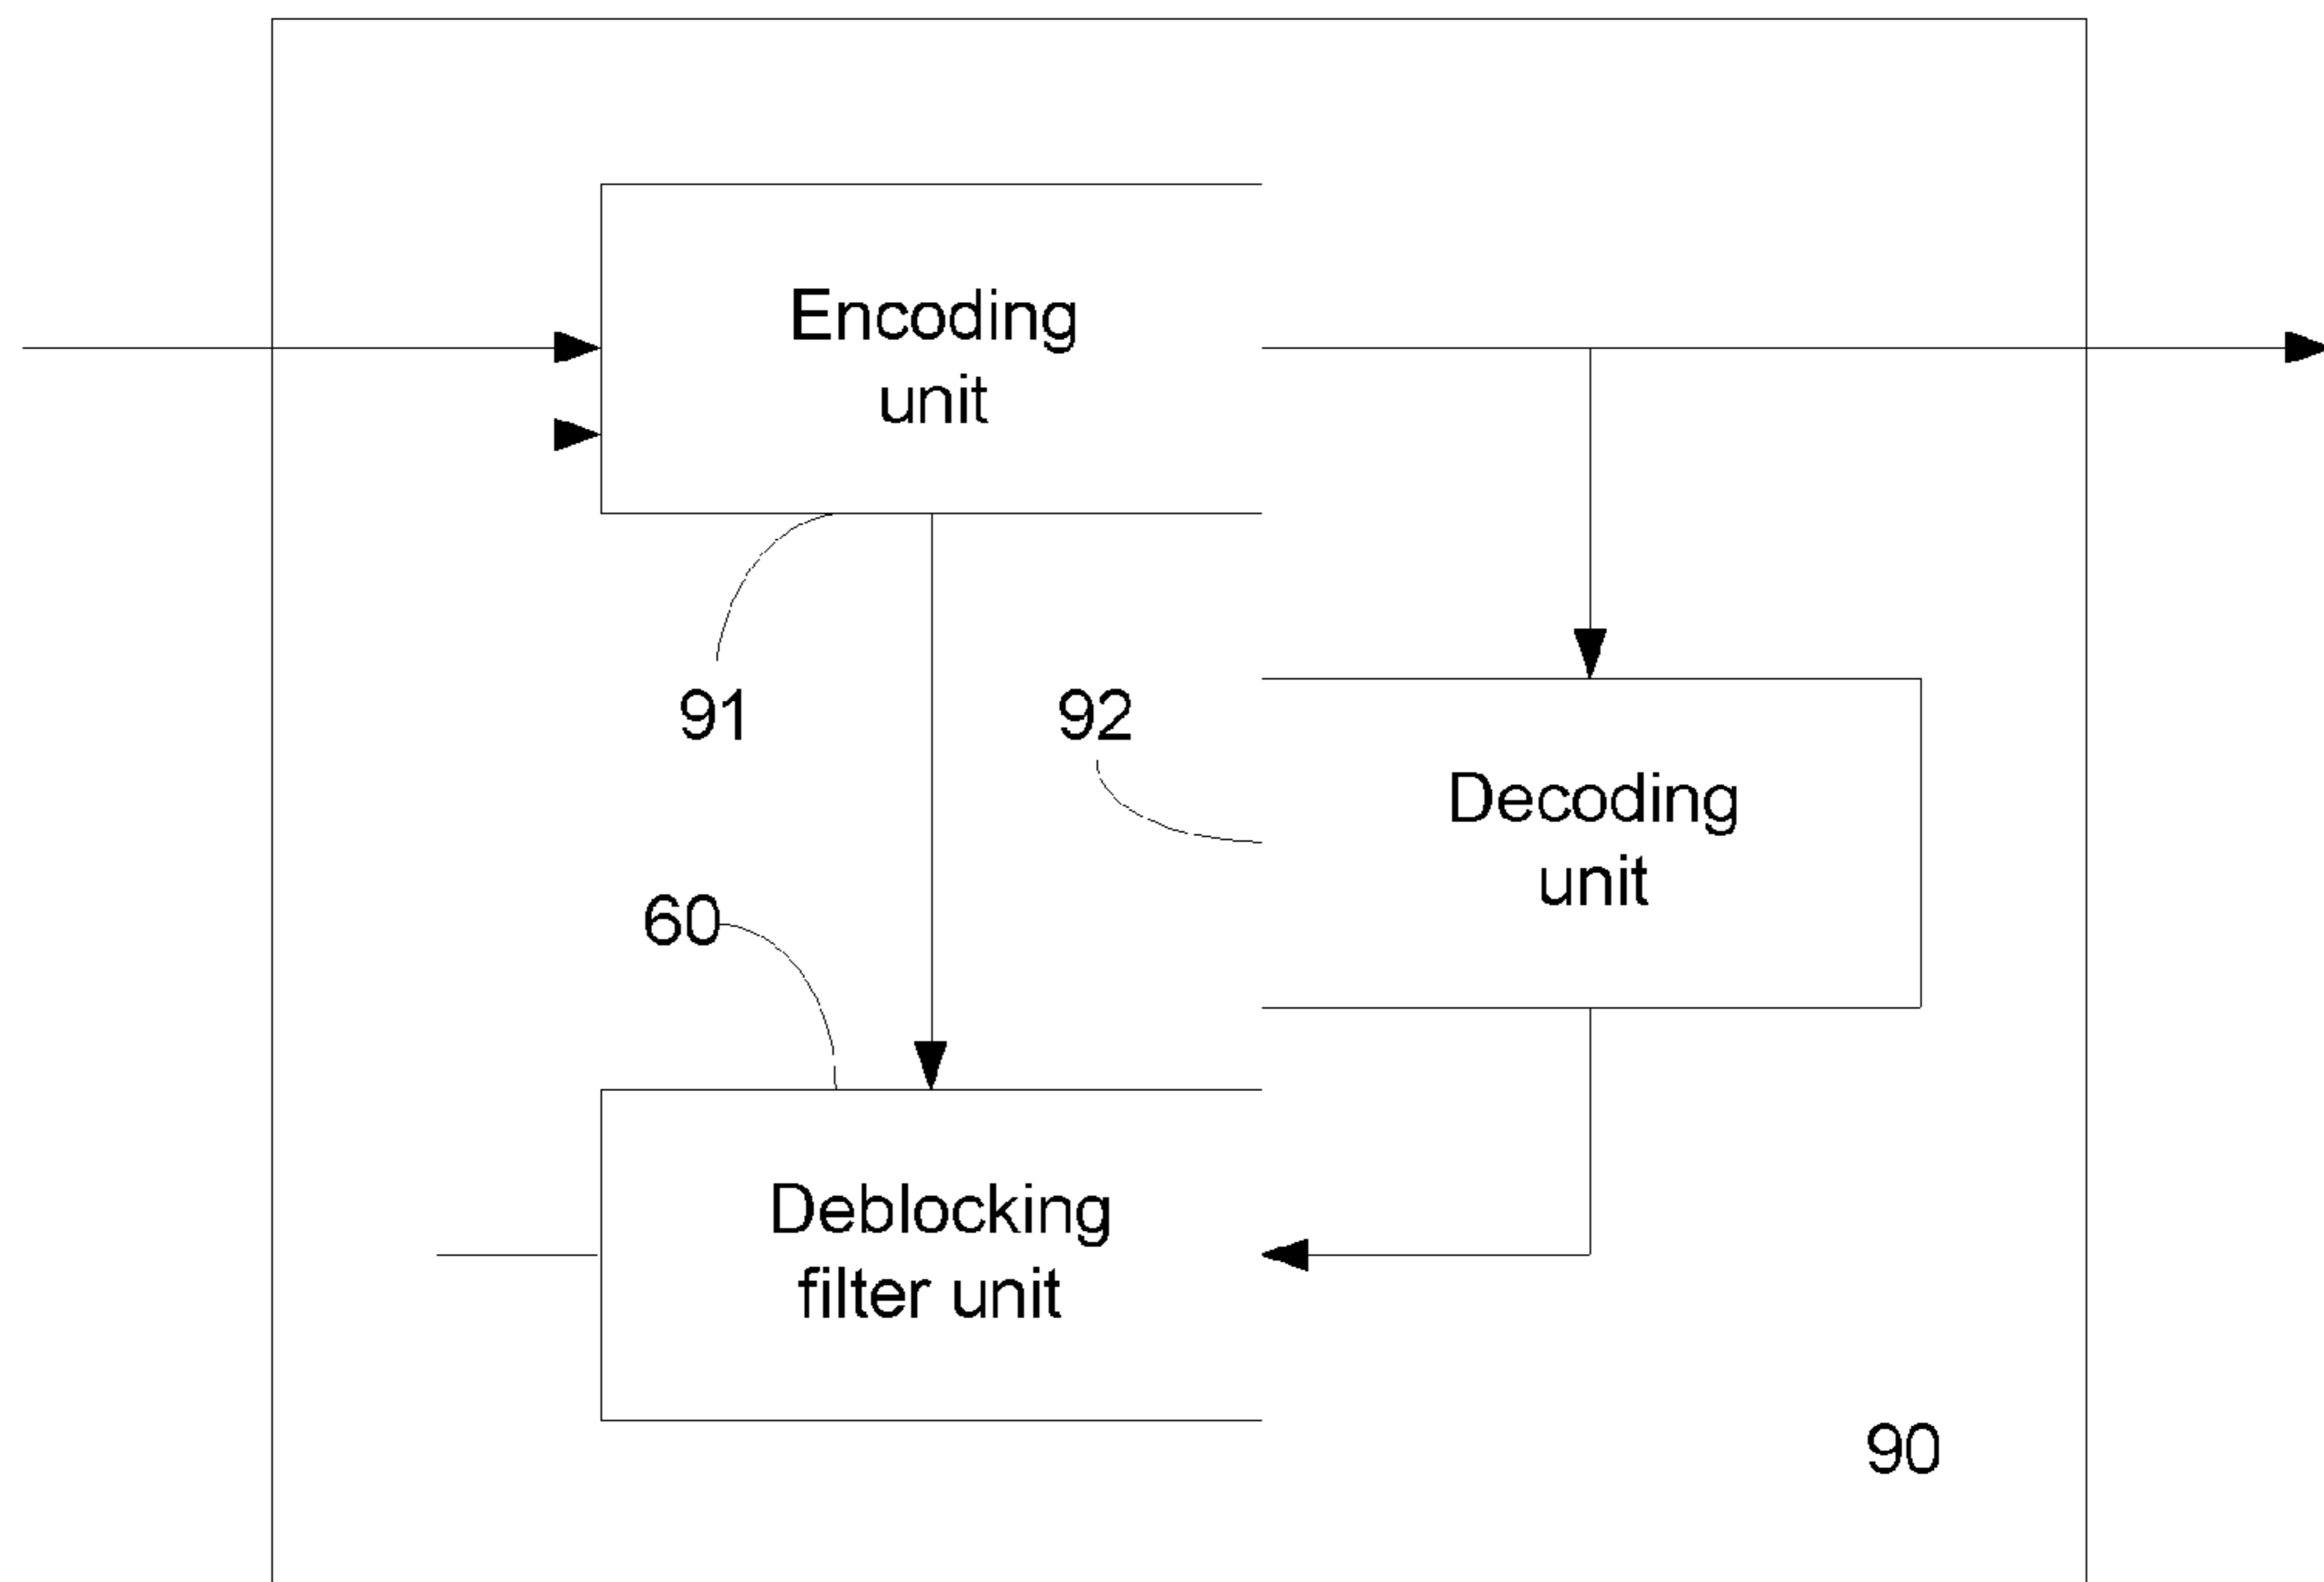 Encoding
unit
91
92
Decoding
unit
60
Deblocking
filter unit
90